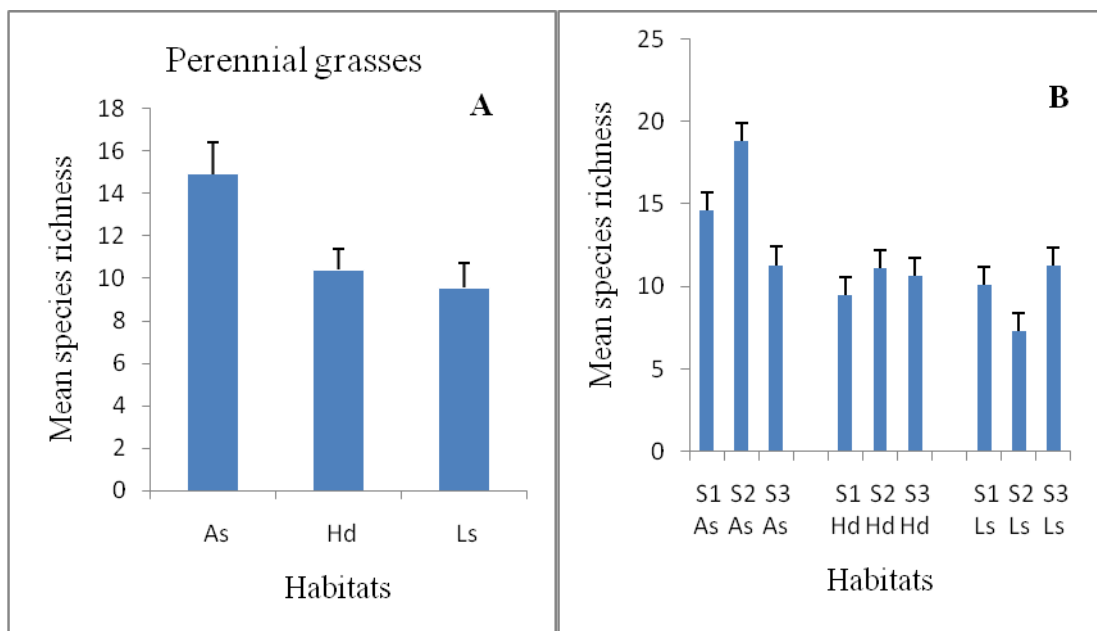 Perennial grasses
A
Mean species richness
18
16
14
12
10
8
6
4
2
0
As Hd Ls
Habitats
B
Mean species richness
25
20
15
10
5
0
S1 S2 S3 S1 S2 S3 S1 S2 S3
As As As Hd Hd Hd Ls Ls Ls
Habitats